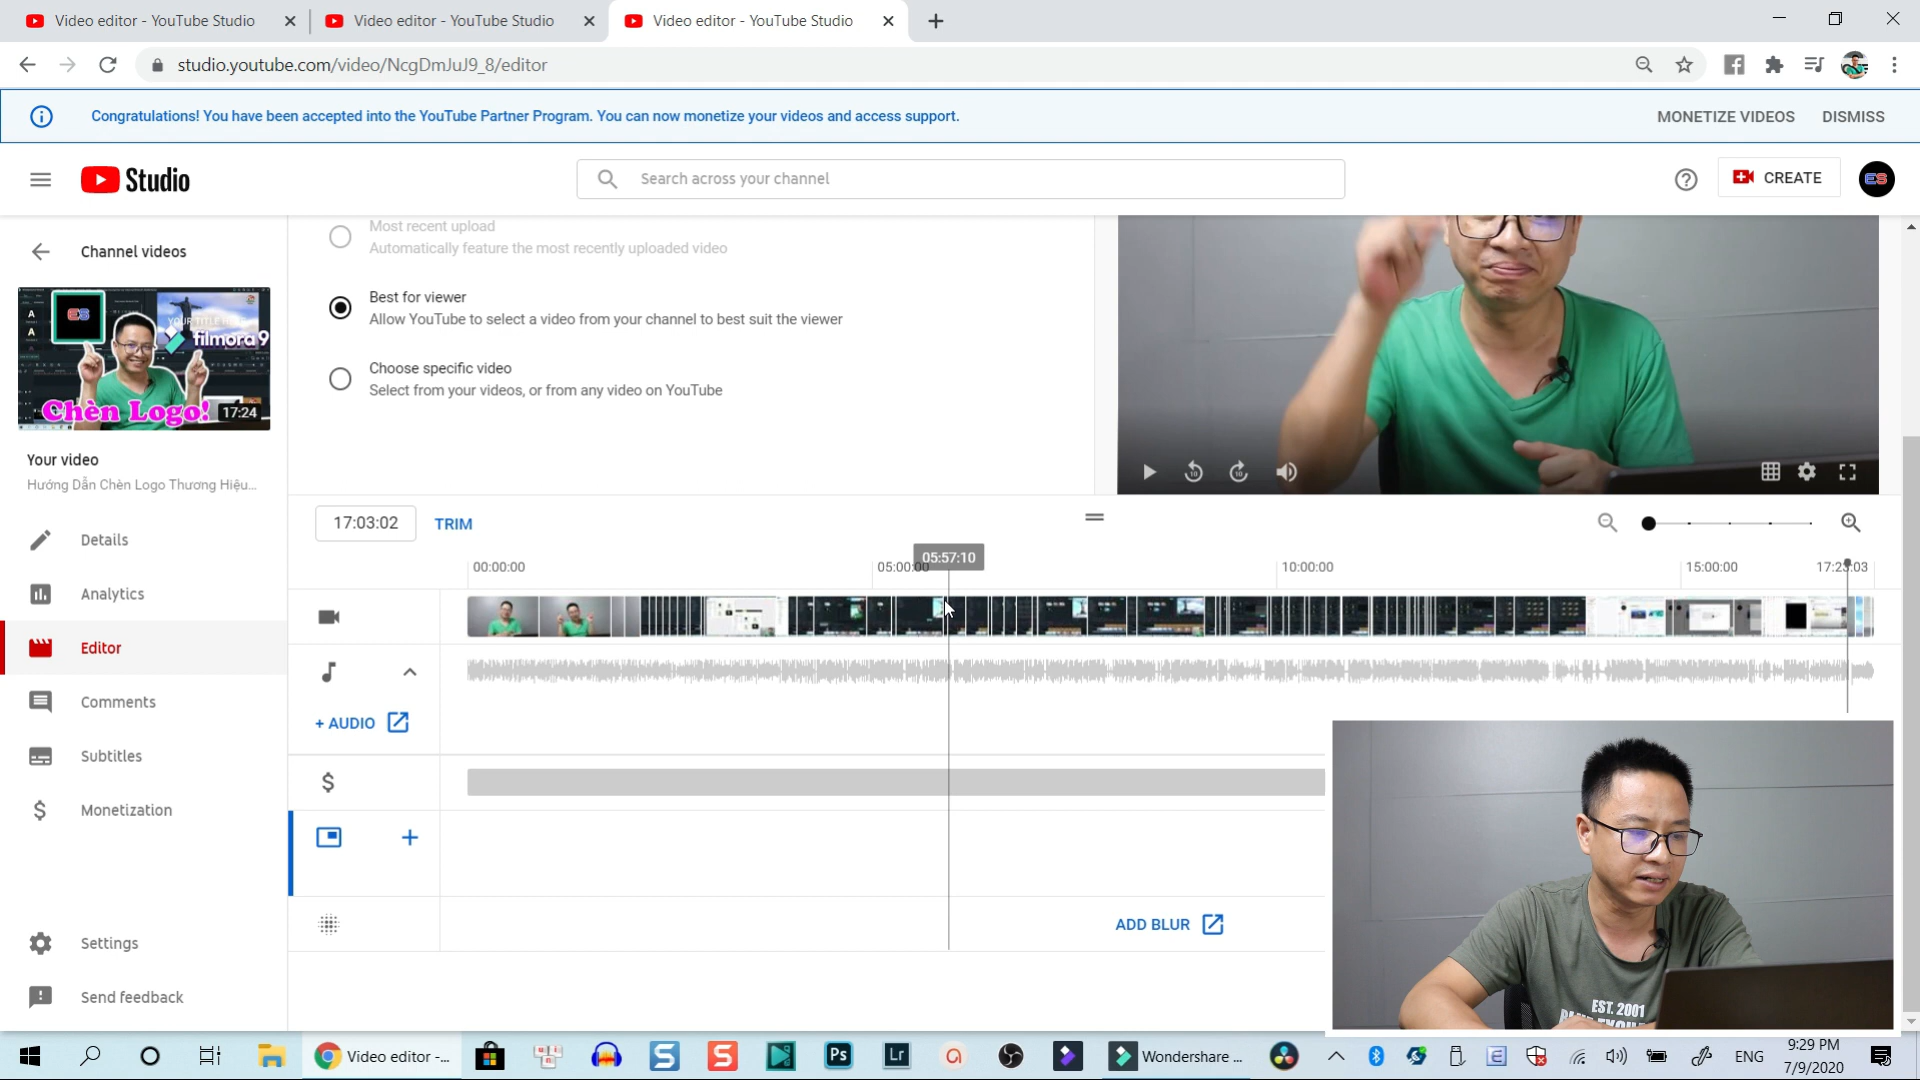 Video editor - YouTube Studio
Video editor - YouTube Studio
Video editor - YouTube Studio
studio.youtube.com/video/NcgDmJuJ9_8/editor
Congratulations! You have been accepted into the YouTube Partner Program. You can now monetize your videos and access support.
MONETIZE VIDEOS
DISMISS
Studio
Search across your channel
CREATE
ES
Channel videos
Most recent upload
Automatically feature the most recently uploaded video
Best for viewer
Allow YouTube to select a video from your channel to best suit the viewer
Choose specific video
Select from your videos, or from any video on YouTube
ES
filmora9
Chèn Logo!
17:24
Your video
Hướng Dẫn Chèn Logo Thương Hiệu...
Details
Analytics
Editor
Comments
Subtitles
Monetization
Settings
Send feedback
17:03:02
TRIM
05:57:10
00:00:00
05:00:00
10:00:00
15:00:00
17:23:03
+ AUDIO
ADD BLUR
EST. 2001
Video editor -...
Ps
Lr
Wondershare ...
ENG
9:29 PM
7/9/2020